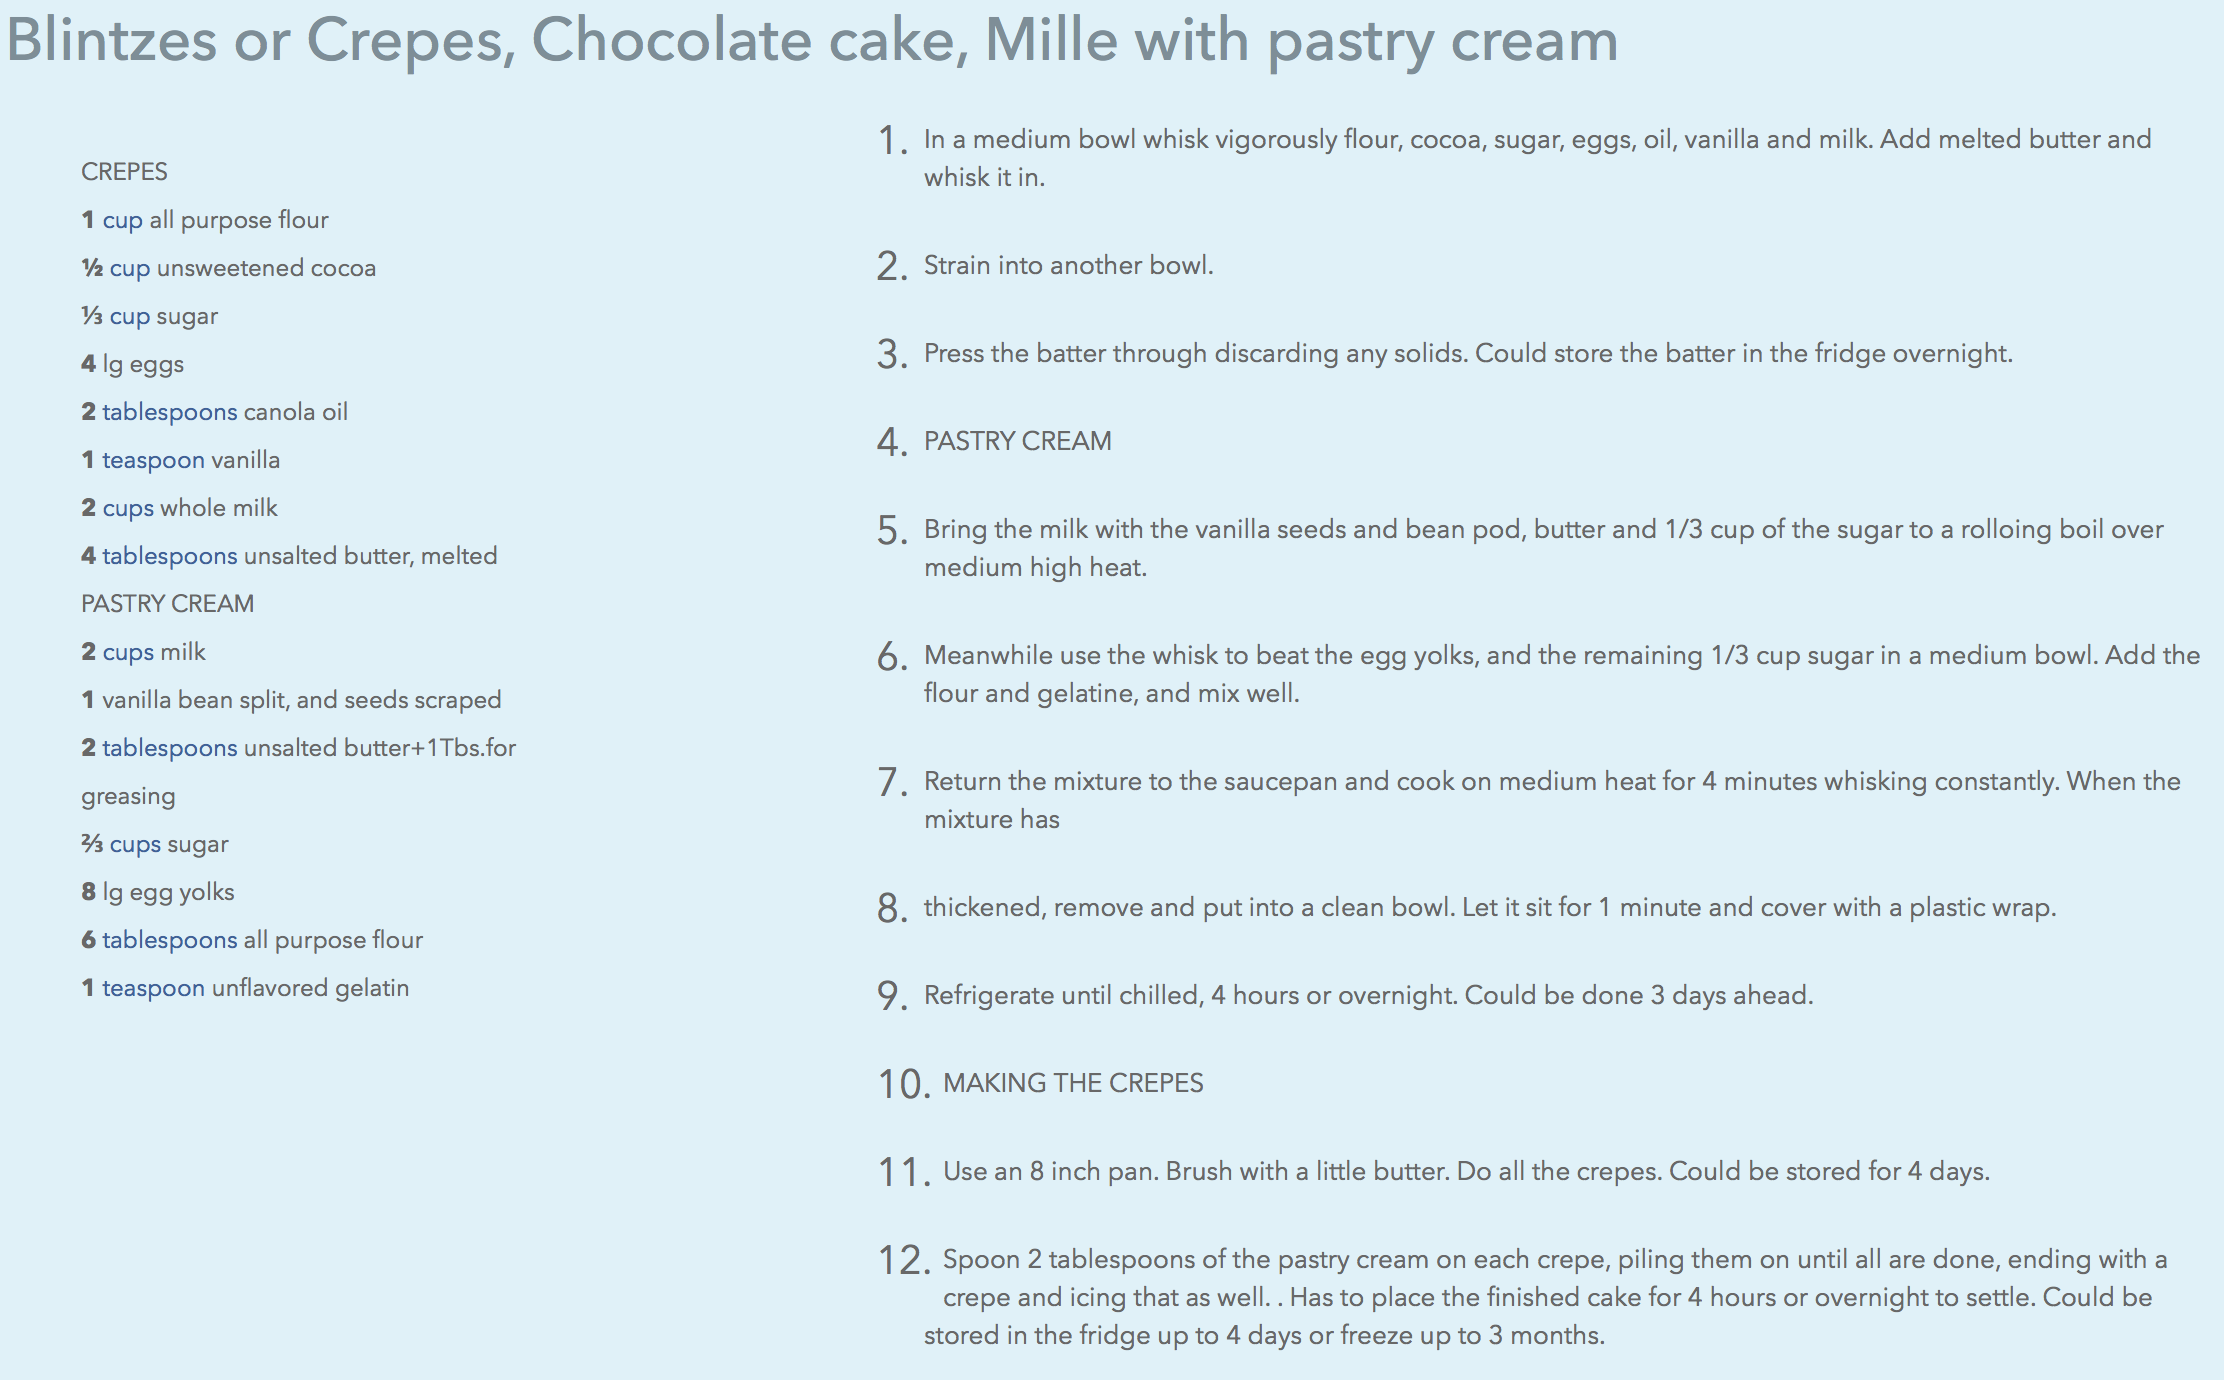 Blintzes or Crepes, Chocolate cake, Mille with pastry cream
CREPES
1 cup all purpose flour
½ cup unsweetened cocoa
⅓ cup sugar
4 lg eggs
2 tablespoons canola oil
1 teaspoon vanilla
2 cups whole milk
4 tablespoons unsalted butter, melted
PASTRY CREAM
2 cups milk
1 vanilla bean split, and seeds scraped
2 tablespoons unsalted butter+1Tbs.for
greasing
⅔ cups sugar
8 lg egg yolks
6 tablespoons all purpose flour
1 teaspoon unflavored gelatin
1. In a medium bowl whisk vigorously flour, cocoa, sugar, eggs, oil, vanilla and milk. Add melted butter and
whisk it in.
2. Strain into another bowl.
3. Press the batter through discarding any solids. Could store the batter in the fridge overnight.
4. PASTRY CREAM
5. Bring the milk with the vanilla seeds and bean pod, butter and 1/3 cup of the sugar to a rolloing boil over
medium high heat.
6. Meanwhile use the whisk to beat the egg yolks, and the remaining 1/3 cup sugar in a medium bowl. Add the
flour and gelatine, and mix well.
7. Return the mixture to the saucepan and cook on medium heat for 4 minutes whisking constantly. When the
mixture has
8. thickened, remove and put into a clean bowl. Let it sit for 1 minute and cover with a plastic wrap.
9. Refrigerate until chilled, 4 hours or overnight. Could be done 3 days ahead.
10. MAKING THE CREPES
11. Use an 8 inch pan. Brush with a little butter. Do all the crepes. Could be stored for 4 days.
12. Spoon 2 tablespoons of the pastry cream on each crepe, piling them on until all are done, ending with a
crepe and icing that as well. . Has to place the finished cake for 4 hours or overnight to settle. Could be
stored in the fridge up to 4 days or freeze up to 3 months.